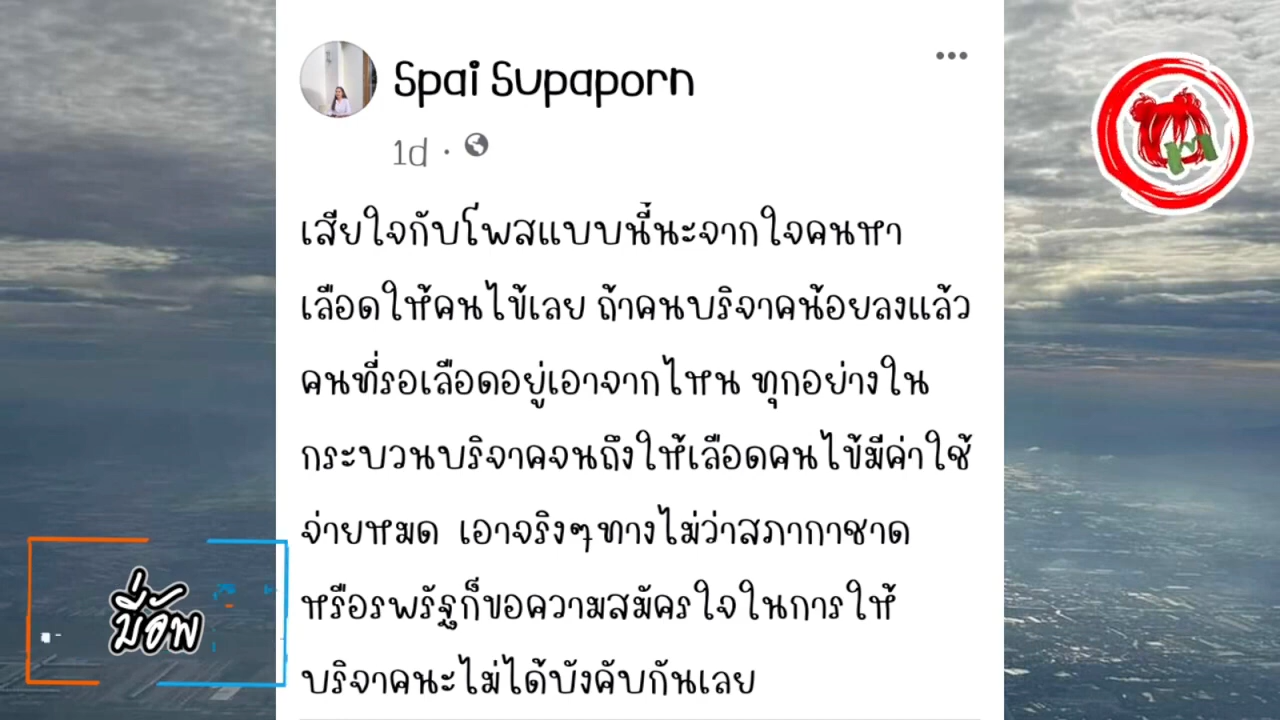 Spai Supaporn
1d
เสียใจกับโพสแบบนี้นะจากใจคนหา
เลือดให้คนไข้เลย ถ้าคนบริจาคน้อยลงแล้ว
คนที่รอเลือดอยู่เอาจากไหน ทุกอย่างใน
กระบวนบริจาคจนถึงให้เลือดคนไข้มีค่าใช้
จ่ายหมด เอาจริงๆทางไม่ว่าสภากาชาด
หรือรพรัฐก็ขอความสมัครใจในการให้
บริจาคนะไม่ได้บังคับกันเลย
มี่อัพ